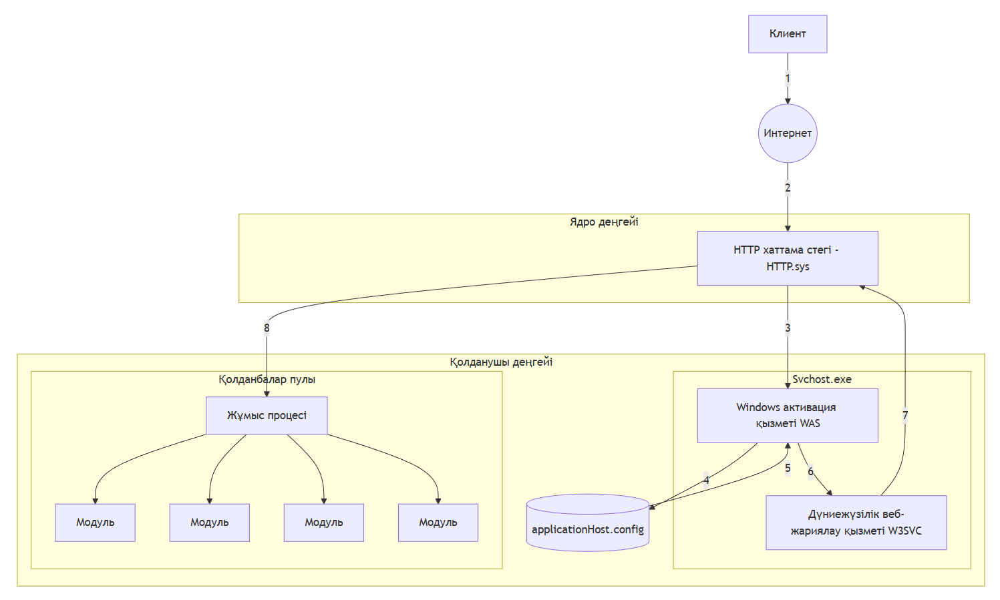 Клиент
1
Интернет
2
Ядро деңгейі
HTTP хаттама стегі -
HTTP.sys
8
3
Қолданушы деңгейі
Қолданбалар пулы
Svchost.exe
Жұмыс процесі
Windows активация
қызметі WAS
7
5
6
4
Модуль
Модуль
Модуль
Модуль
applicationHost.config
Дүниежүзілік веб-
жариялау қызметі W3SVC